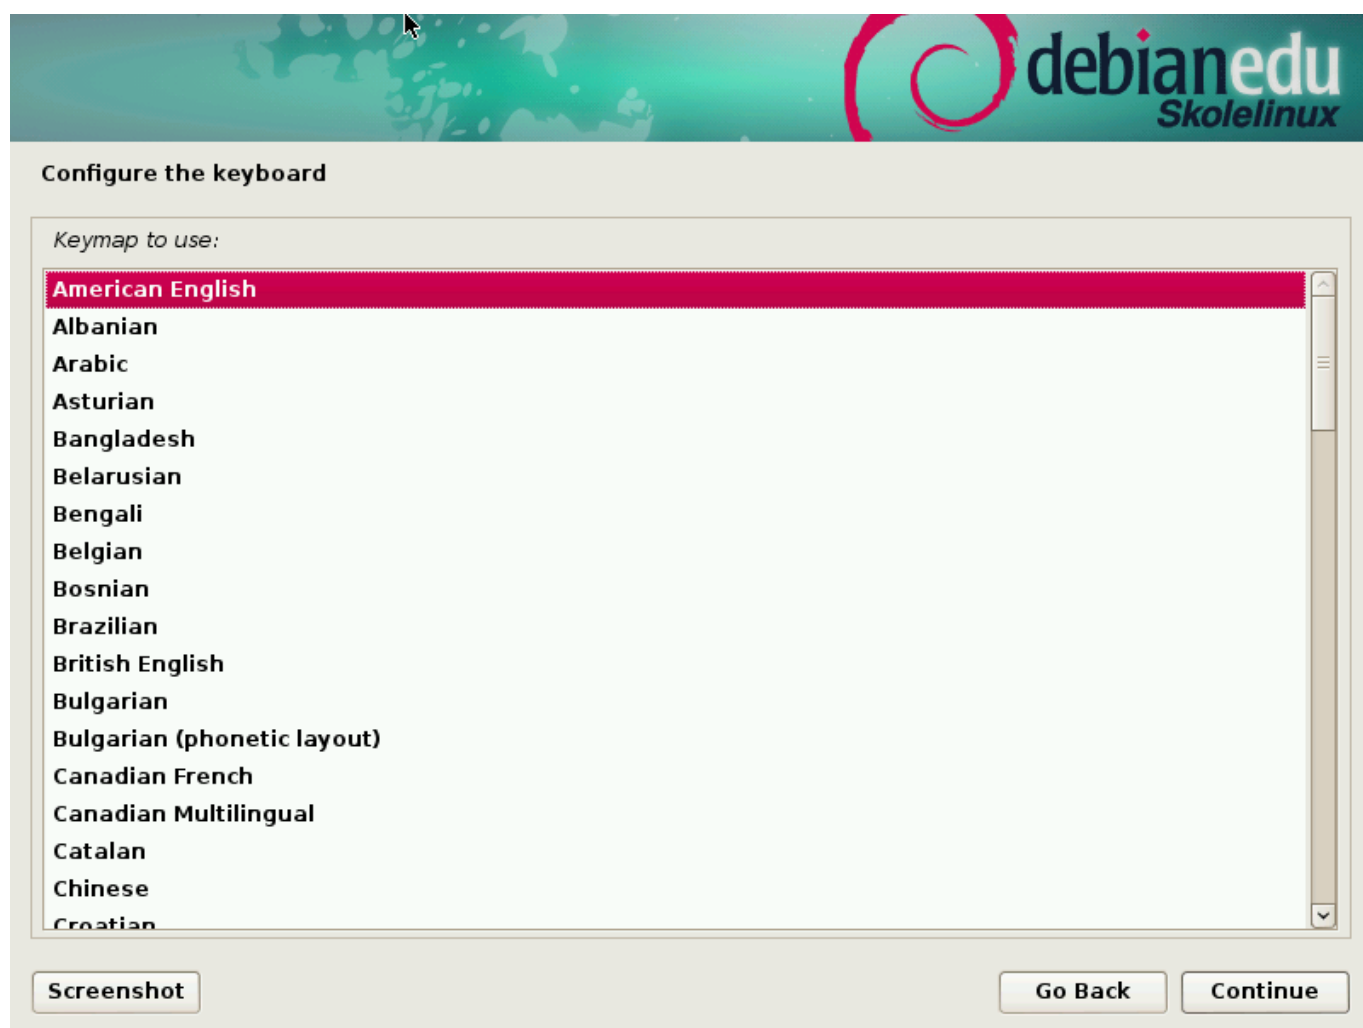 debianedu
Skolelinux
Configure the keyboard
Keymap to use:
American English
Albanian
Arabic
Asturian
Bangladesh
Belarusian
Bengali
Belgian
Bosnian
Brazilian
British English
Bulgarian
Bulgarian (phonetic layout)
Canadian French
Canadian Multilingual
Catalan
Chinese
Croatian
Screenshot
Go Back
Continue